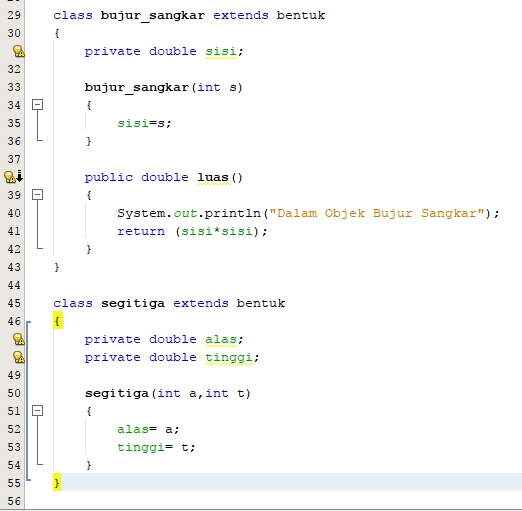 29 class bujur_sangkar extends bentuk
30 {
private double sisi;
32
33 bujur_sangkar(int s)
34 {
35 sisi=s;
36 }
37
public double luas()
39 {
40 System.out.println("Dalam Objek Bujur Sangkar");
41 return (sisi*sisi);
42 }
43 }
44
45 class segitiga extends bentuk
46 {
private double alas;
private double tinggi;
49
50 segitiga(int a,int t)
51 {
52 alas= a;
53 tinggi= t;
54 }
55 }
56